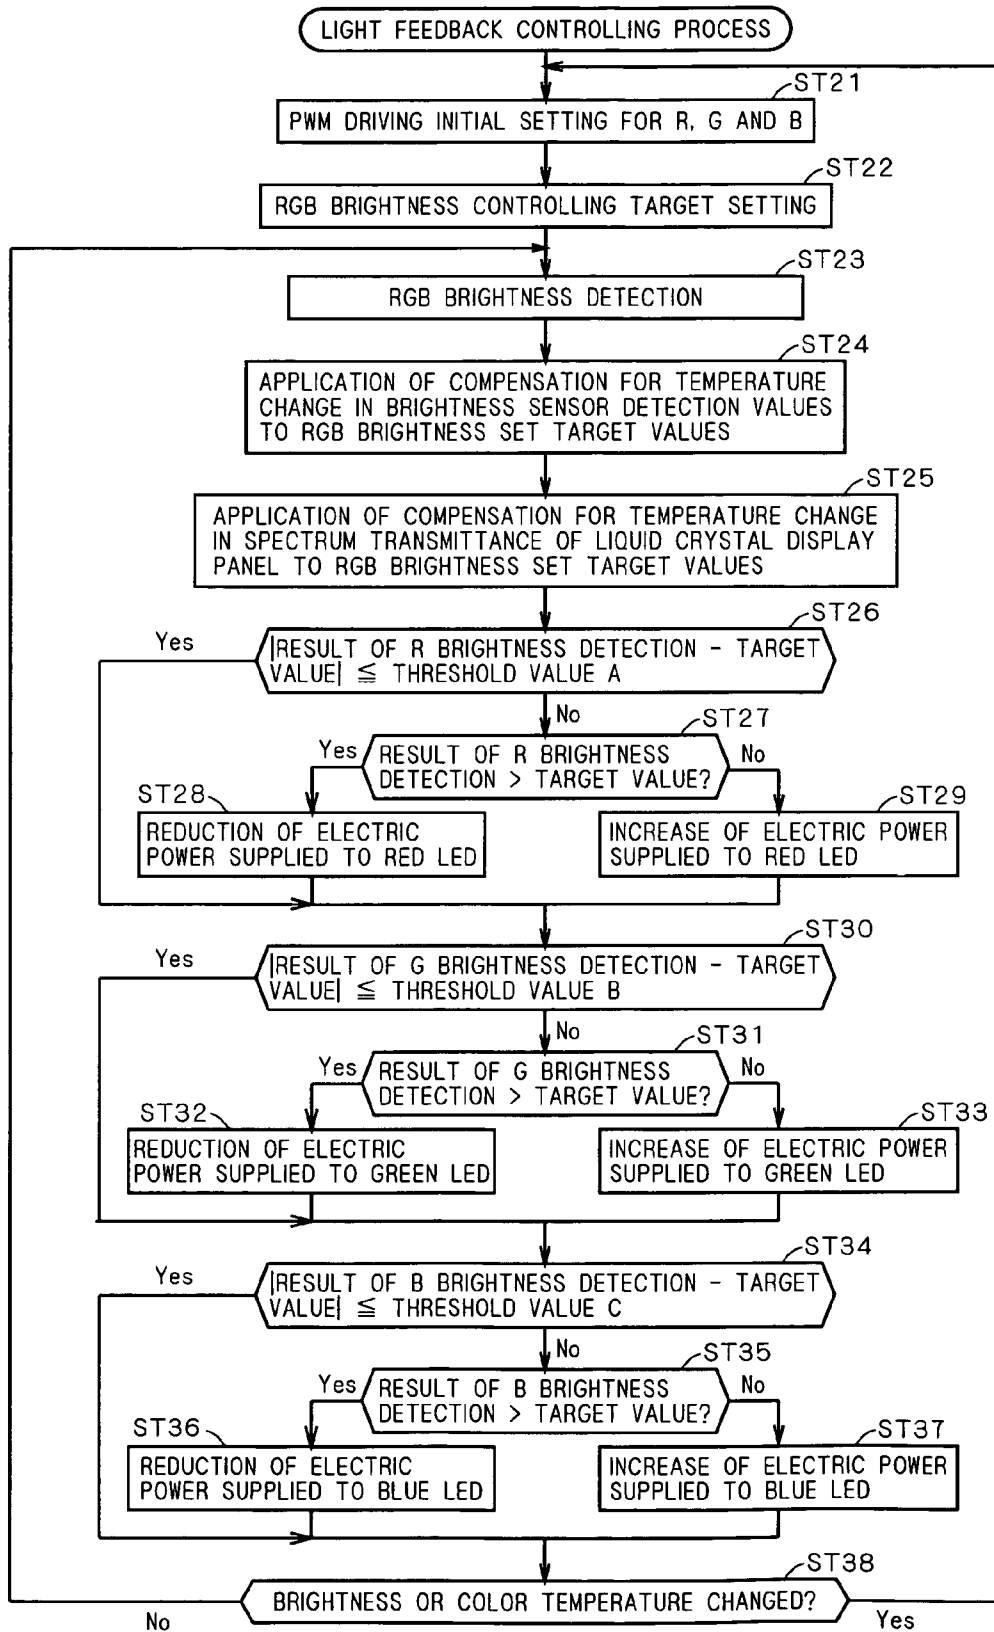 LIGHT FEEDBACK CONTROLLING PROCESS
ST21
PWM DRIVING INITIAL SETTING FOR R, G AND B
ST22
RGB BRIGHTNESS CONTROLLING TARGET SETTING
ST23
RGB BRIGHTNESS DETECTION
ST24
APPLICATION OF COMPENSATION FOR TEMPERATURE
CHANGE IN BRIGHTNESS SENSOR DETECTION VALUES
TO RGB BRIGHTNESS SET TARGET VALUES
ST25
APPLICATION OF COMPENSATION FOR TEMPERATURE CHANGE
IN SPECTRUM TRANSMITTANCE OF LIQUID CRYSTAL DISPLAY
PANEL TO RGB BRIGHTNESS SET TARGET VALUES
ST26
Yes
|RESULT OF R BRIGHTNESS DETECTION - TARGET
VALUE| ≦ THRESHOLD VALUE A
No
ST27
Yes
RESULT OF R BRIGHTNESS
DETECTION > TARGET VALUE?
No
ST28
REDUCTION OF ELECTRIC
POWER SUPPLIED TO RED LED
ST29
INCREASE OF ELECTRIC POWER
SUPPLIED TO RED LED
ST30
Yes
|RESULT OF G BRIGHTNESS DETECTION - TARGET
VALUE| ≦ THRESHOLD VALUE B
No
ST31
Yes
RESULT OF G BRIGHTNESS
DETECTION > TARGET VALUE?
No
ST32
REDUCTION OF ELECTRIC
POWER SUPPLIED TO GREEN LED
ST33
INCREASE OF ELECTRIC POWER
SUPPLIED TO GREEN LED
ST34
Yes
|RESULT OF B BRIGHTNESS DETECTION - TARGET
VALUE| ≦ THRESHOLD VALUE C
No
ST35
Yes
RESULT OF B BRIGHTNESS
DETECTION > TARGET VALUE?
No
ST36
REDUCTION OF ELECTRIC
POWER SUPPLIED TO BLUE LED
ST37
INCREASE OF ELECTRIC POWER
SUPPLIED TO BLUE LED
ST38
BRIGHTNESS OR COLOR TEMPERATURE CHANGED?
No
Yes